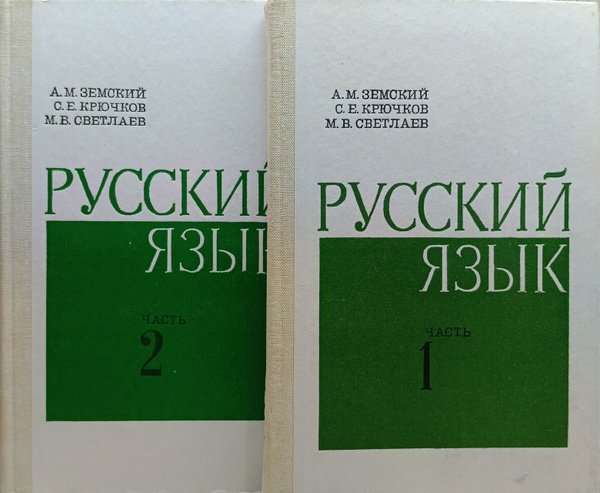 А. М. ЗЕМСКИЙ
С. Е. КРЮЧКОВ
М. В. СВЕТЛАЕВ
РУССКИЙ
ЯЗЫК
ЧАСТЬ
2
А. М. ЗЕМСКИЙ
С. Е. КРЮЧКОВ
М. В. СВЕТЛАЕВ
РУССКИЙ
ЯЗЫК
ЧАСТЬ
1